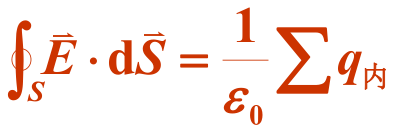 ∮_S E⃗ · dS⃗ = 1/ε₀ ∑ q内